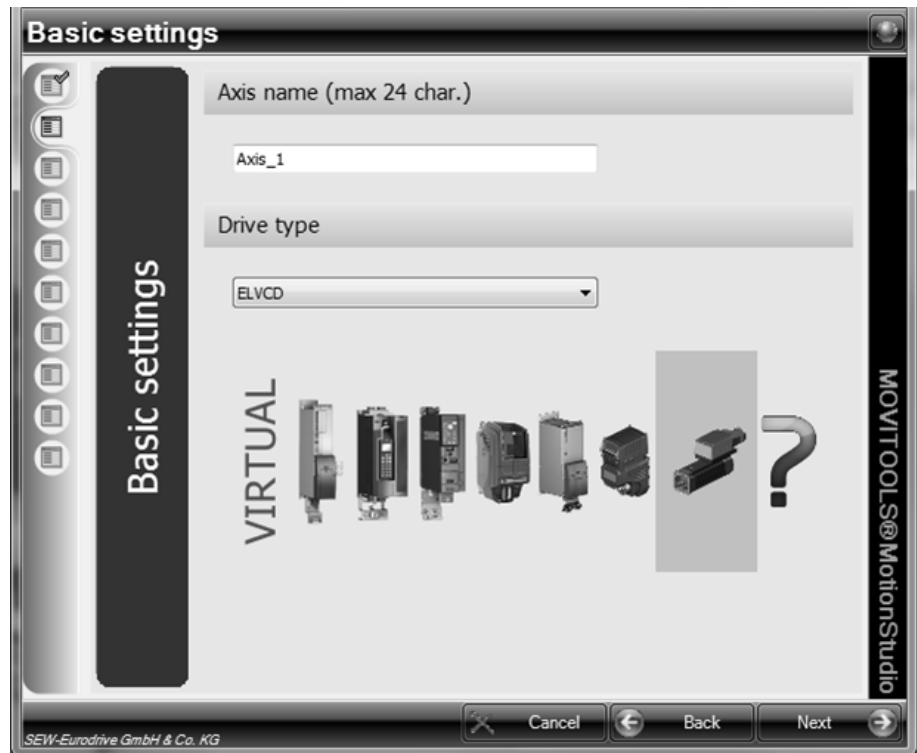 Basic settings
Basic settings
Axis name (max 24 char.)
Axis_1
Drive type
ELVCD
VIRTUAL
MOVITOOLS®MotionStudio
Cancel
Back
Next
SEW-Eurodrive GmbH & Co. KG